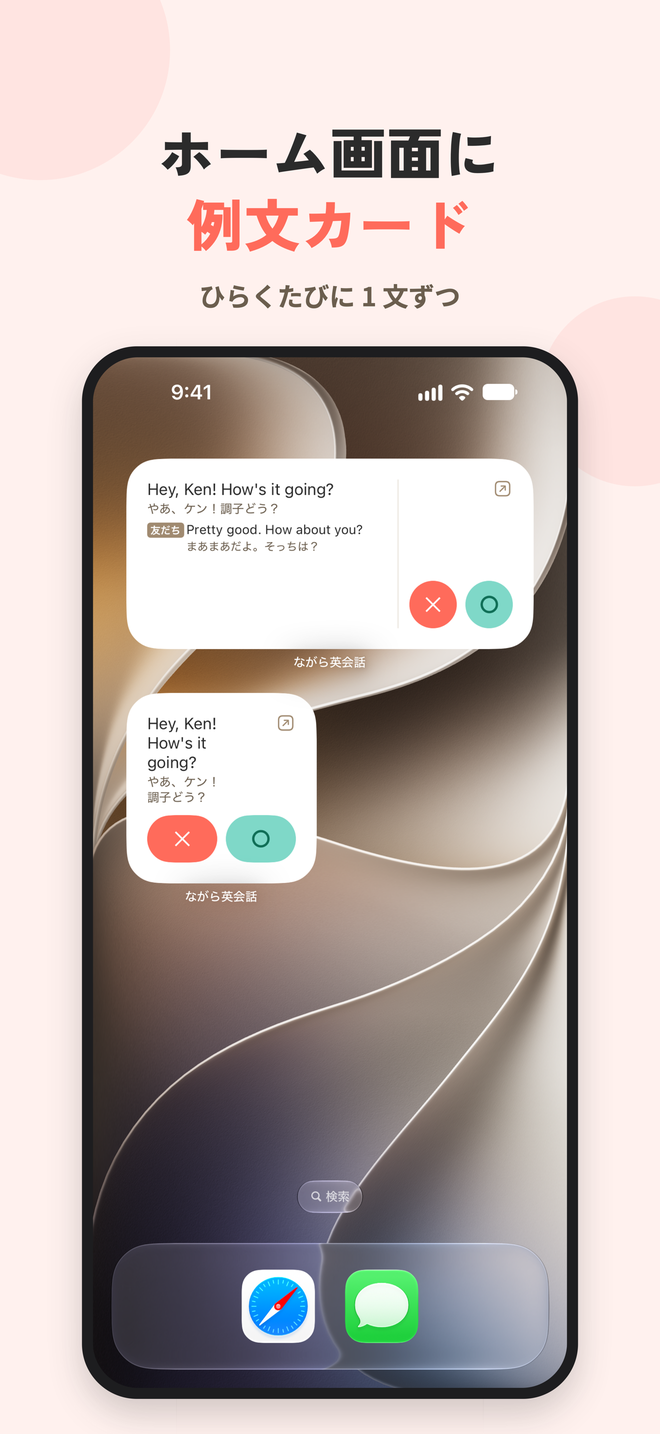 ホーム画面に
例文カード
ひらくたびに 1 文ずつ
9:41
Hey, Ken! How's it going?
やあ、ケン！調子どう？
友だち Pretty good. How about you?
まあまあだよ。そっちは？
ながら英会話
Hey, Ken!
How's it
going?
やあ、ケン！
調子どう？
ながら英会話
検索